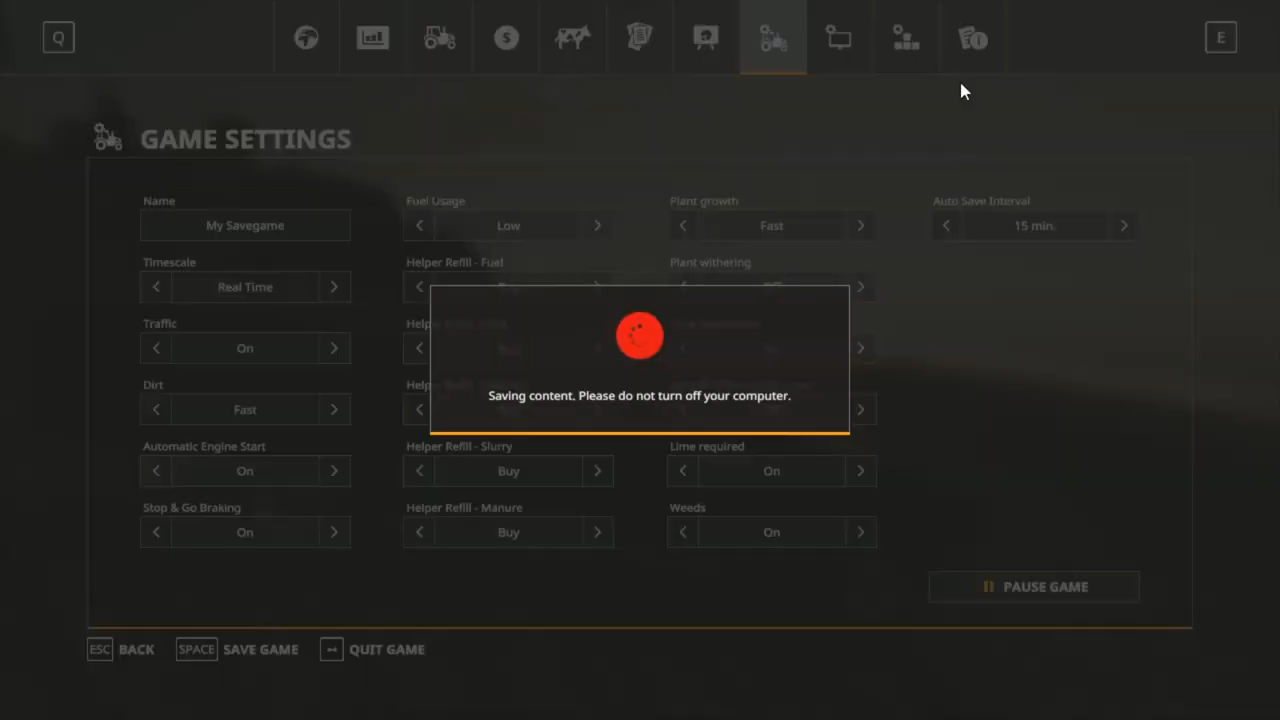 Q
E
GAME SETTINGS
Name
My Savegame
Timescale
Real Time
Traffic
On
Dirt
Fast
Automatic Engine Start
On
Stop & Go Braking
On
Fuel Usage
Low
Helper Refill - Fuel
Helper Refill - Slurry
Buy
Helper Refill - Manure
Buy
Plant growth
Fast
Plant withering
Lime required
On
Weeds
On
Auto Save Interval
15 min.
Saving content. Please do not turn off your computer.
PAUSE GAME
ESC BACK
SPACE SAVE GAME
QUIT GAME